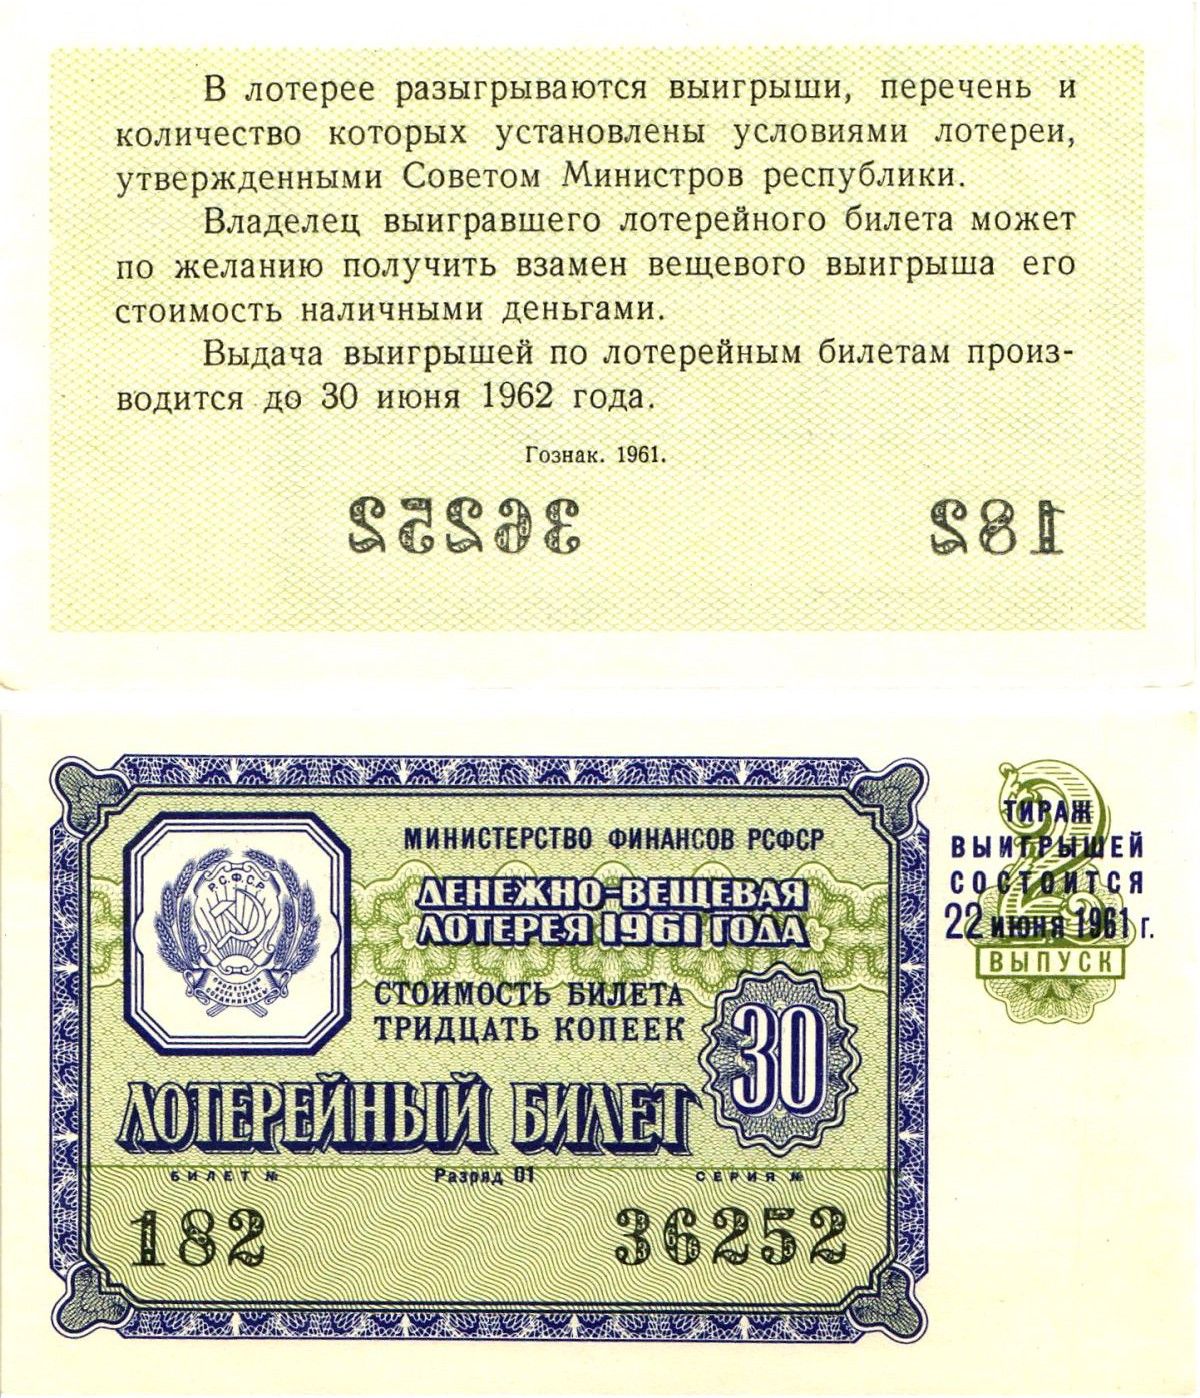 В лотерее разыгрываются выигрыши, перечень и
количество которых установлены условиями лотереи,
утвержденными Советом Министров республики.
Владелец выигравшего лотерейного билета может
по желанию получить взамен вещевого выигрыша его
стоимость наличными деньгами.
Выдача выигрышей по лотерейным билетам произ-
водится до 30 июня 1962 года.
Гознак. 1961.
36252 182
МИНИСТЕРСТВО ФИНАНСОВ РСФСР
ДЕНЕЖНО-ВЕЩЕВАЯ
ЛОТЕРЕЯ 1961 ГОДА
Р.С.Ф.С.Р.
СТОИМОСТЬ БИЛЕТА
ТРИДЦАТЬ КОПЕЕК
30
ЛОТЕРЕЙНЫЙ БИЛЕТ
БИЛЕТ № Разряд 01 СЕРИЯ №
182 36252
2
ТИРАЖ
ВЫИГРЫШЕЙ
СОСТОИТСЯ
22 июня 1961 г.
ВЫПУСК